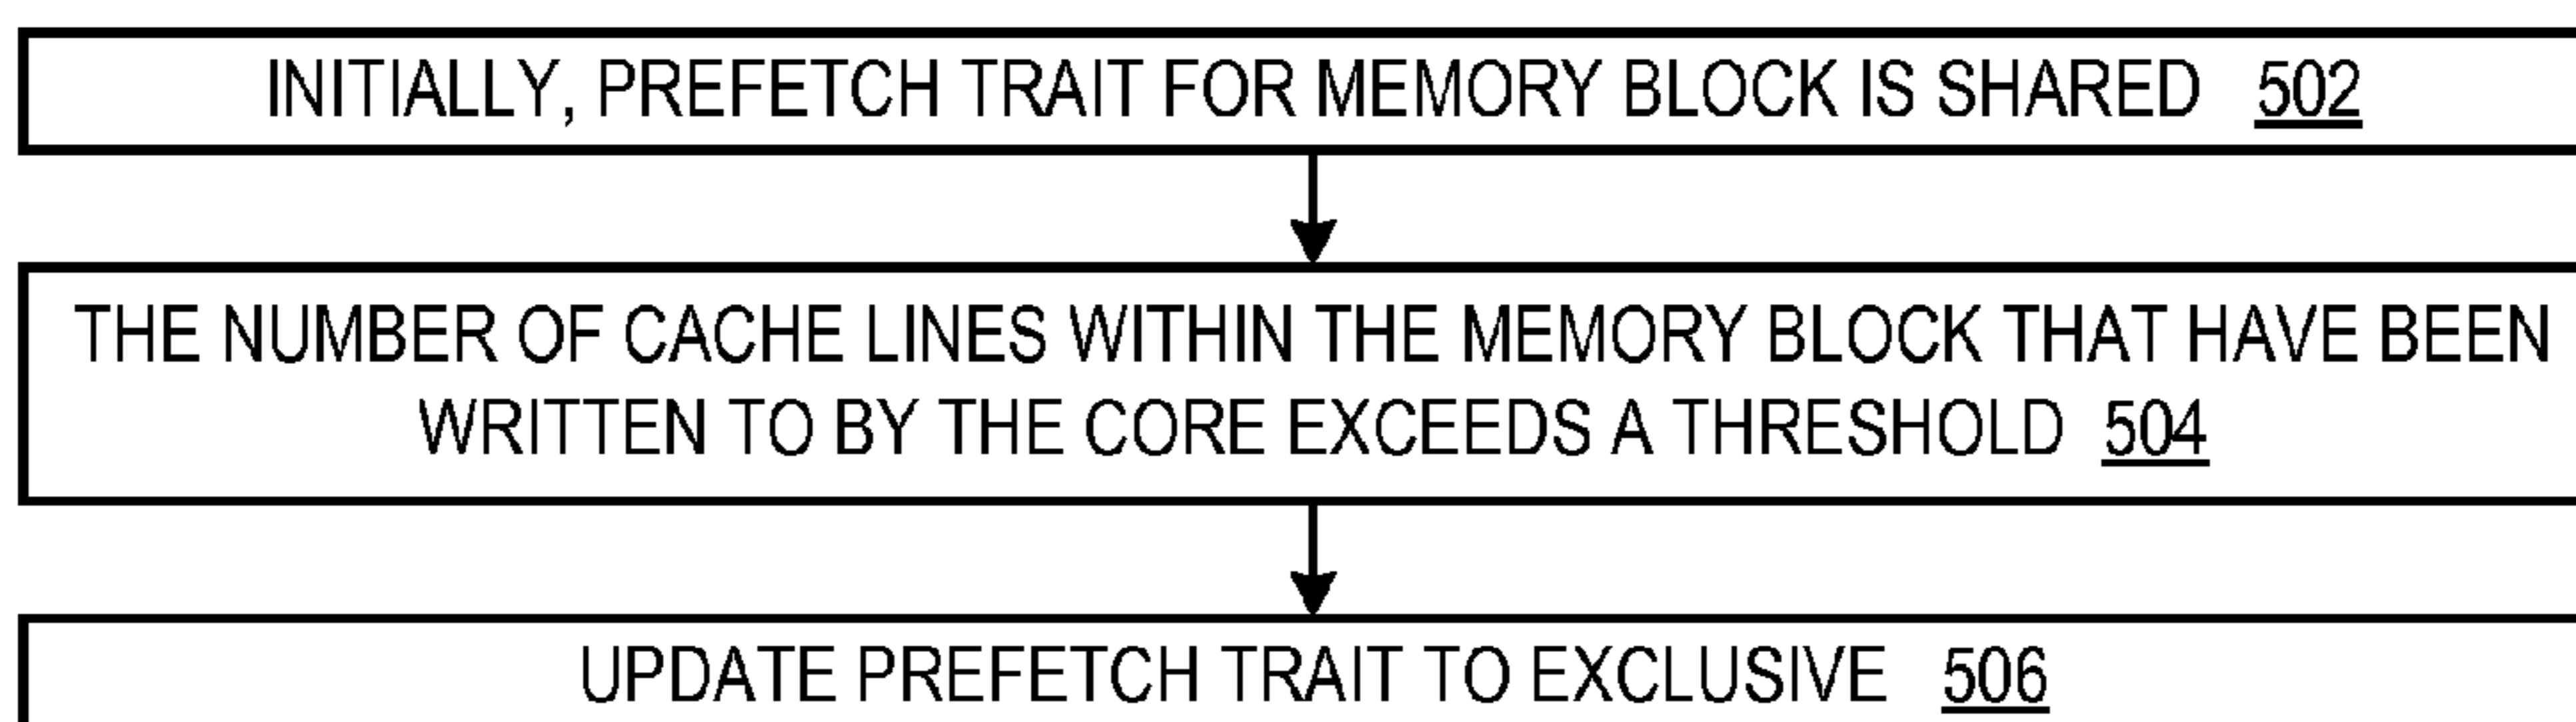 INITIALLY, PREFETCH TRAIT FOR MEMORY BLOCK IS SHARED 502
THE NUMBER OF CACHE LINES WITHIN THE MEMORY BLOCK THAT HAVE BEEN
WRITTEN TO BY THE CORE EXCEEDS A THRESHOLD 504
UPDATE PREFETCH TRAIT TO EXCLUSIVE 506